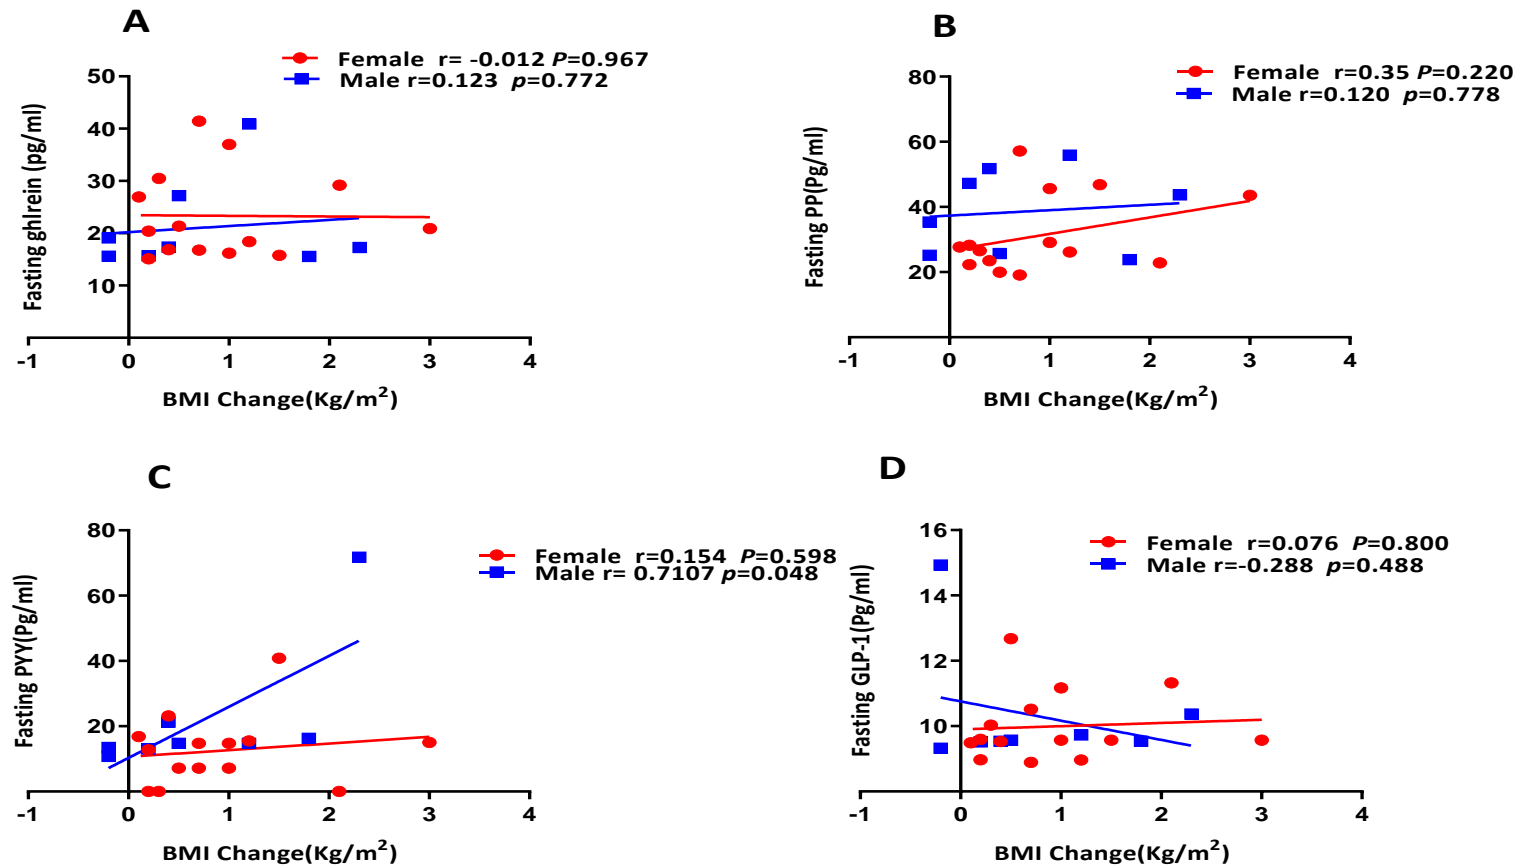 A
Female r= -0.012 P=0.967
Male r=0.123 p=0.772
50
40
30
20
10
-1 0 1 2 3 4
Fasting ghlrein (pg/ml)
BMI Change(Kg/m²)
B
Female r=0.35 P=0.220
Male r=0.120 p=0.778
80
60
40
20
-1 0 1 2 3 4
Fasting PP(Pg/ml)
BMI Change(Kg/m²)
C
Female r=0.154 P=0.598
Male r= 0.7107 p=0.048
80
60
40
20
-1 0 1 2 3 4
Fasting PYY(Pg/ml)
BMI Change(Kg/m²)
D
Female r=0.076 P=0.800
Male r=-0.288 p=0.488
16
14
12
10
-1 0 1 2 3 4
Fasting GLP-1(Pg/ml)
BMI Change(Kg/m²)